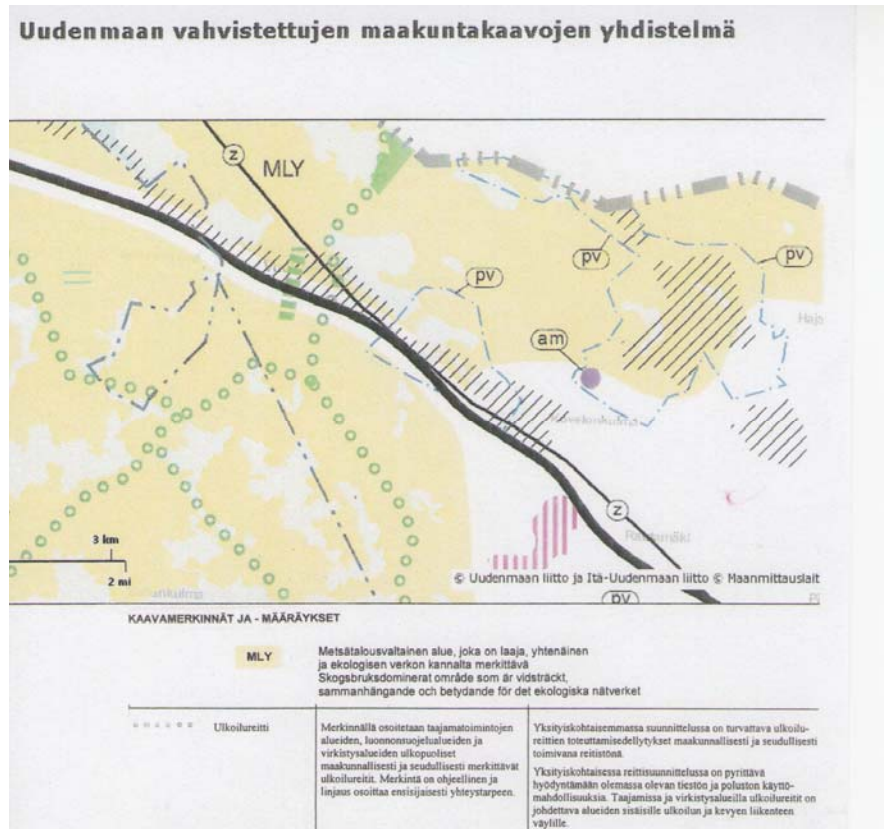 Uudenmaan vahvistettujen maakuntakaavojen yhdistelmä
z
MLY
pv
pv
pv
am
z
3 km
2 mi
© Uudenmaan liitto ja Itä-Uudenmaan liitto © Maanmittauslait
pv
KAAVAMERKINNÄT JA - MÄÄRÄYKSET
MLY
Metsätalousvaltainen alue, joka on laaja, yhtenäinen
ja ekologisen verkon kannalta merkittävä
Skogsbruksdominerat område som är vidsträckt,
sammanhängande och betydande för det ekologiska nätverket
Ulkoilureitti
Merkinnällä osoitetaan taajamatoimintojen
alueiden, luonnonsuojelualueiden ja
virkistysalueiden ulkopuoliset
maakunnallisesti ja seudullisesti merkittävät
ulkoilureitit. Merkintä on ohjeellinen ja
linjaus osoittaa ensisijaisesti yhteystarpeen.
Yksityiskohtaisemmassa suunnittelussa on turvattava ulkoilu-
reittien toteuttamisedellytykset maakunnallisesti ja seudullisesti
toimivana reitistönä.
Yksityiskohtaisessa reittisuunnittelussa on pyrittävä
hyödyntämään olemassa olevan tiestön ja poluston käyttö-
mahdollisuuksia. Taajamissa ja virkistysalueilla ulkoilureitit on
johdettava alueiden sisäisille ulkoilun ja kevyen liikenteen
väylille.